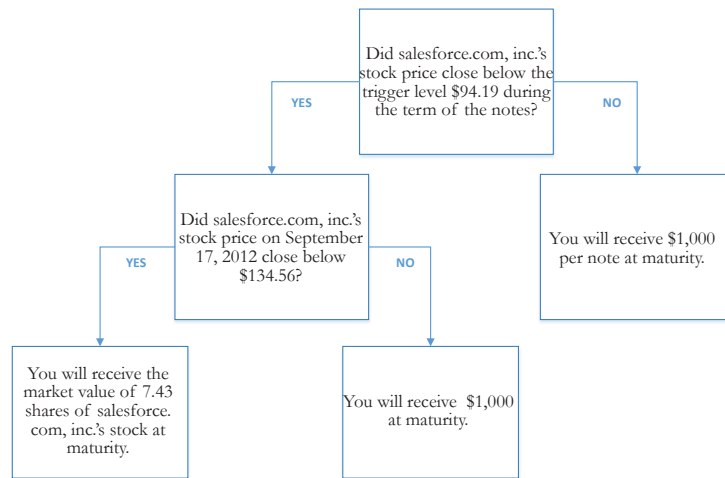 Did salesforce.com, inc.'s
stock price close below the
trigger level $94.19 during
the term of the notes?
YES
NO
Did salesforce.com, inc.'s
stock price on September
17, 2012 close below
$134.56?
You will receive $1,000
per note at maturity.
YES
NO
You will receive the
market value of 7.43
shares of salesforce.
com, inc.'s stock at
maturity.
You will receive $1,000
at maturity.